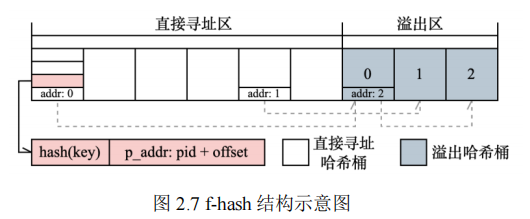 直接寻址区 溢出区
0 1 2
addr: 0 addr: 1 addr: 2
hash(key) p_addr: pid + offset 直接寻址 溢出哈希桶
哈希桶
图 2.7 f-hash 结构示意图